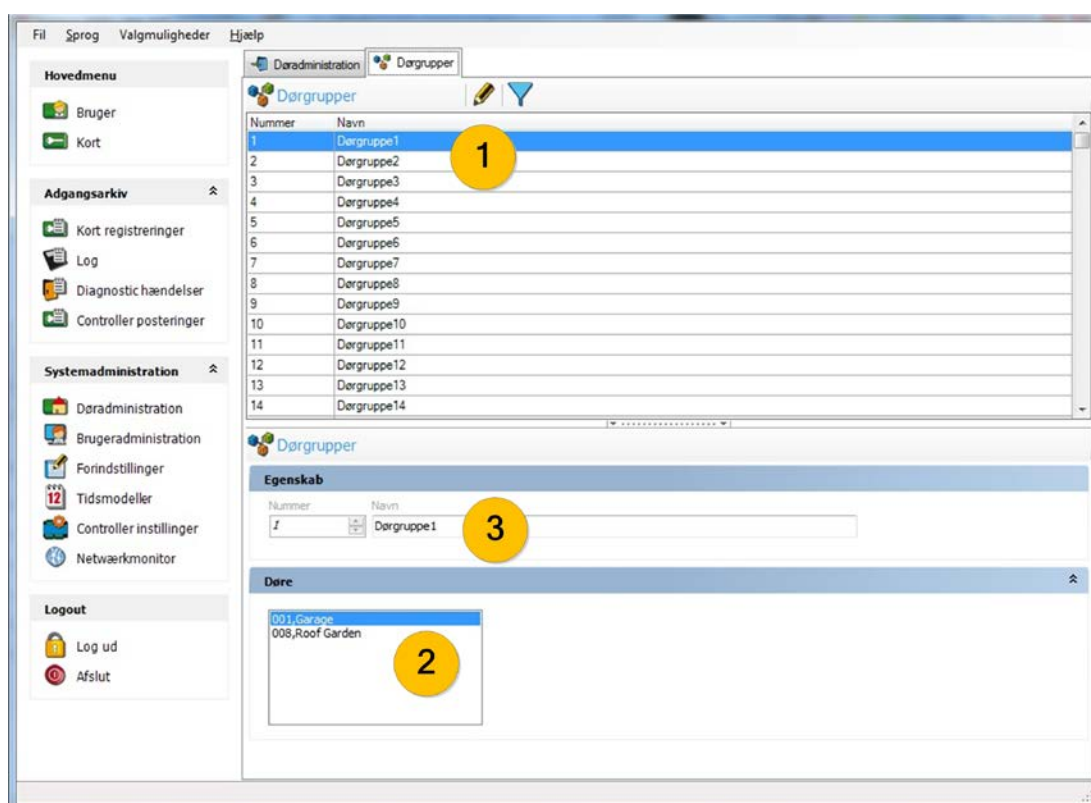 Fil Sprog Valgmuligheder Hjælp
Hovedmenu
Bruger
Kort
Adgangsarkiv
Kort registreringer
Log
Diagnostic hændelser
Controller posteringer
Systemadministration
Døradministration
Brugeradministration
Forindstillinger
12 Tidsmodeller
Controller instillinger
Netwærkmonitor
Logout
Log ud
Afslut
Døradministration Dørgrupper
Dørgrupper
Nummer Navn
1 Dørgruppe1
2 Dørgruppe2
3 Dørgruppe3
4 Dørgruppe4
5 Dørgruppe5
6 Dørgruppe6
7 Dørgruppe7
8 Dørgruppe8
9 Dørgruppe9
10 Dørgruppe10
11 Dørgruppe11
12 Dørgruppe12
13 Dørgruppe13
14 Dørgruppe14
1
Dørgrupper
Egenskab
Nummer Navn
1 Dørgruppe1
3
Døre
001,Garage
008,Roof Garden
2